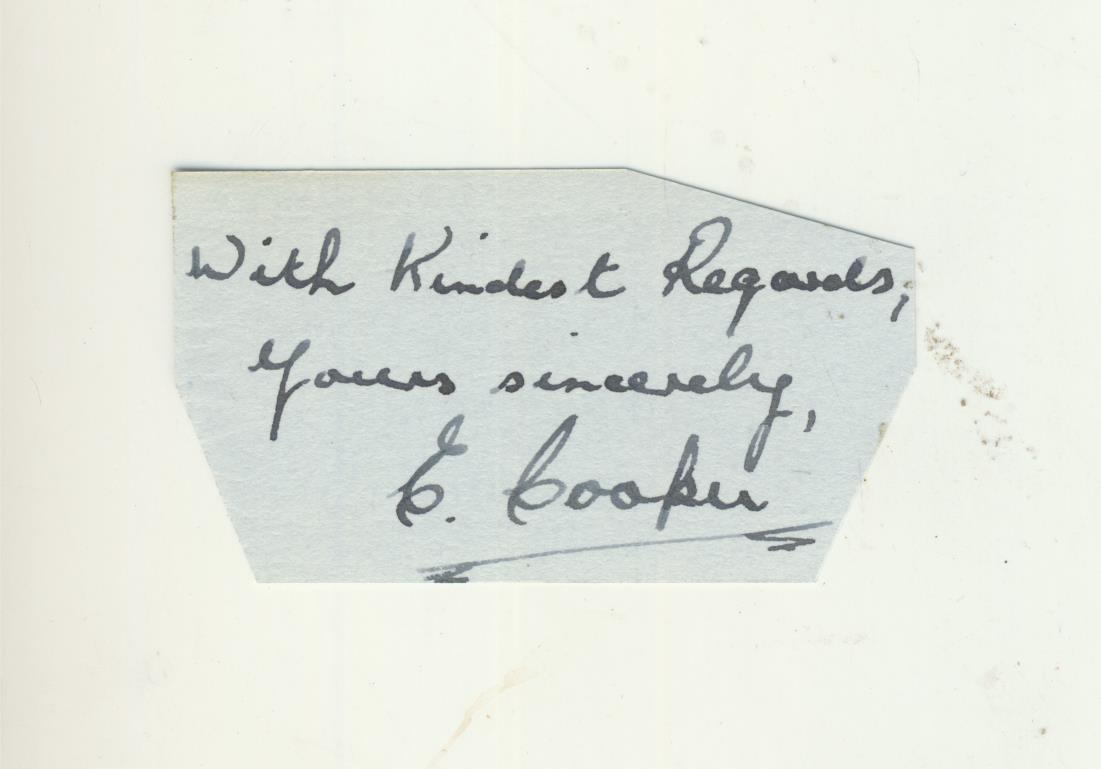 With Kindest Regards,
Yours sincerely,
E. Cooper